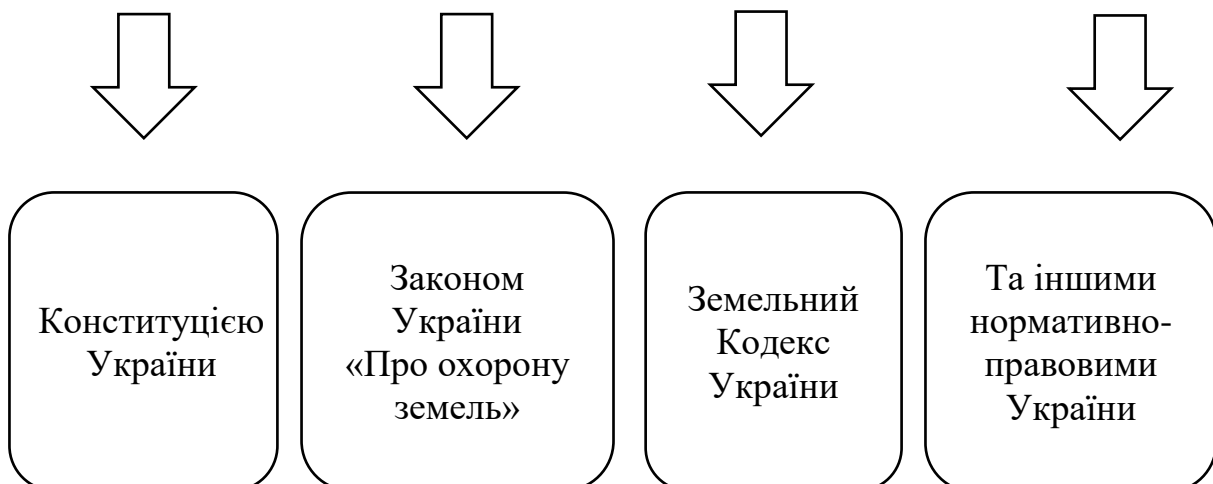 Конституцією
України
Законом
України
«Про охорону
земель»
Земельний
Кодекс
України
Та іншими
нормативно-
правовими
України